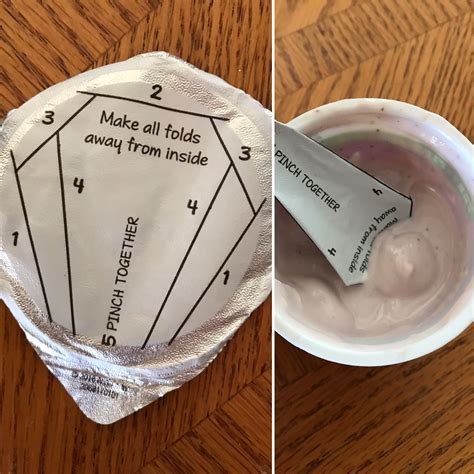 2
3
3
Make all folds
away from inside
4
4
1
1
5 PINCH TOGETHER
PINCH TOGETHER
4
4
away from inside